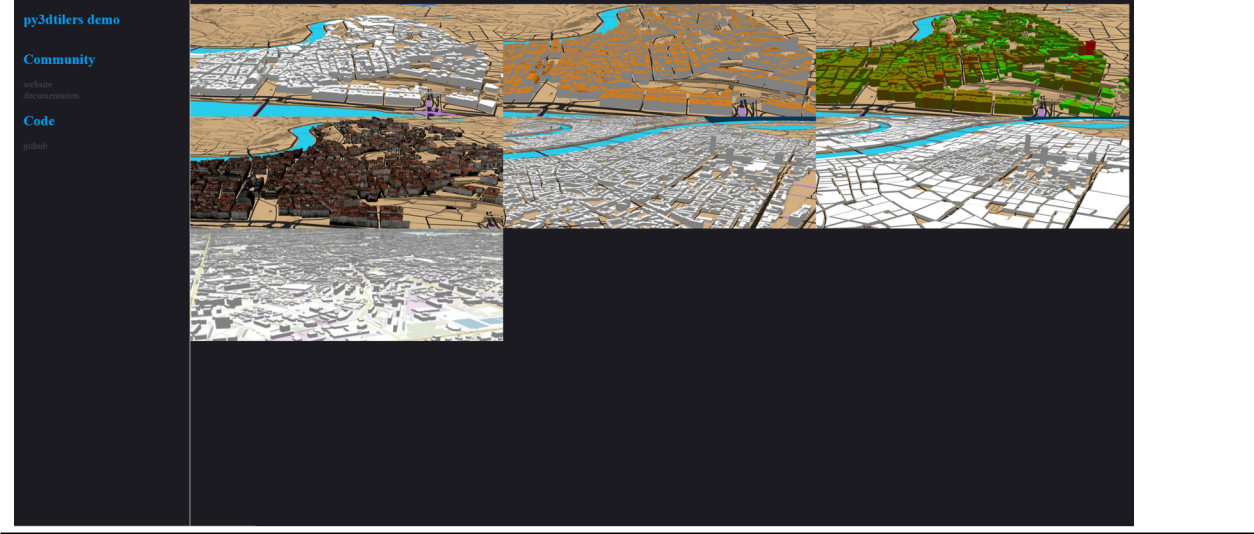 py3dtilers demo
Community
website
documentation
Code
github